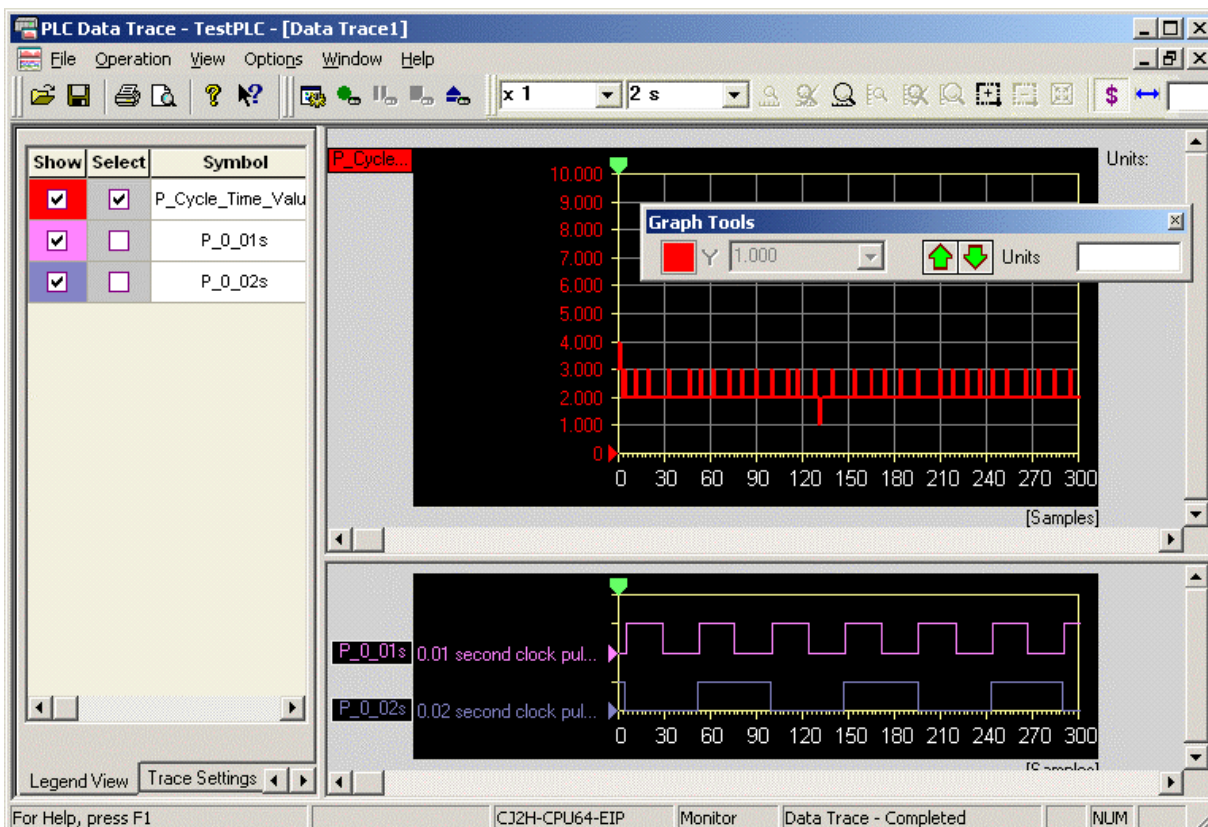 PLC Data Trace - TestPLC - [Data Trace1]
File Operation View Options Window Help
x 1 2 s $
Show Select Symbol
P_Cycle_Time_Valu
P_0_01s
P_0_02s
P_Cycle...
Units:
10.000
9.000
8.000
7.000
6.000
5.000
4.000
3.000
2.000
1.000
0
Graph Tools
Y 1.000 Units
0 30 60 90 120 150 180 210 240 270 300
[Samples]
P_0_01s 0.01 second clock pul...
P_0_02s 0.02 second clock pul...
0 30 60 90 120 150 180 210 240 270 300
[Samples]
Legend View Trace Settings
For Help, press F1 CJ2H-CPU64-EIP Monitor Data Trace - Completed NUM